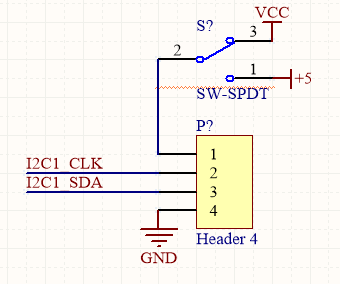 VCC
S?
3
2
1
+5
SW-SPDT
P?
1
I2C1_CLK
2
I2C1_SDA
3
4
Header 4
GND